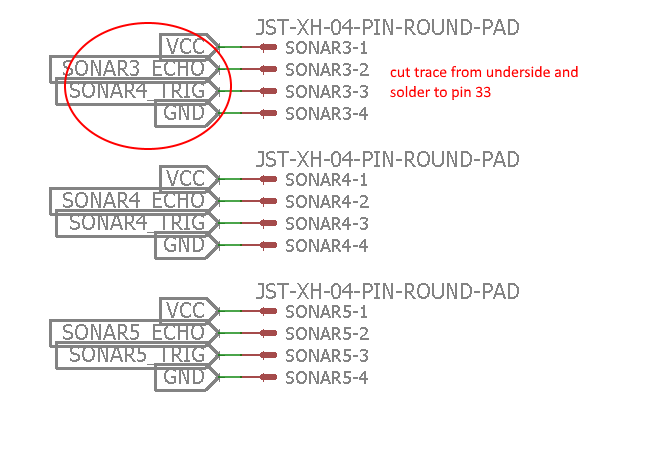 JST-XH-04-PIN-ROUND-PAD
VCC SONAR3-1
SONAR3_ECHO SONAR3-2
SONAR4_TRIG SONAR3-3
GND SONAR3-4
cut trace from underside and
solder to pin 33
JST-XH-04-PIN-ROUND-PAD
VCC SONAR4-1
SONAR4_ECHO SONAR4-2
SONAR4_TRIG SONAR4-3
GND SONAR4-4
JST-XH-04-PIN-ROUND-PAD
VCC SONAR5-1
SONAR5_ECHO SONAR5-2
SONAR5_TRIG SONAR5-3
GND SONAR5-4